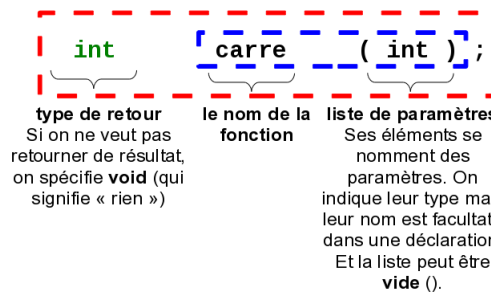 int carre ( int ) ;
type de retour
Si on ne veut pas
retourner de résultat,
on spécifie void (qui
signifie « rien »)
le nom de la
fonction
liste de paramètres
Ses éléments se
nomment des
paramètres. On
indique leur type ma
leur nom est facultat
dans une déclaration
Et la liste peut être
vide ().